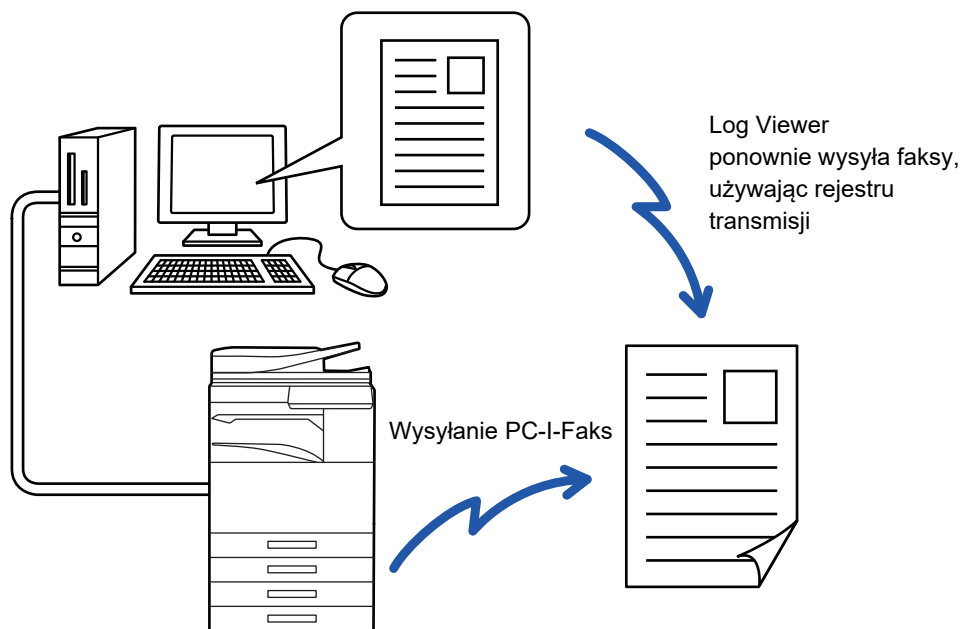 Log Viewer
ponownie wysyła faksy,
używając rejestru
transmisji
Wysyłanie PC-I-Faks